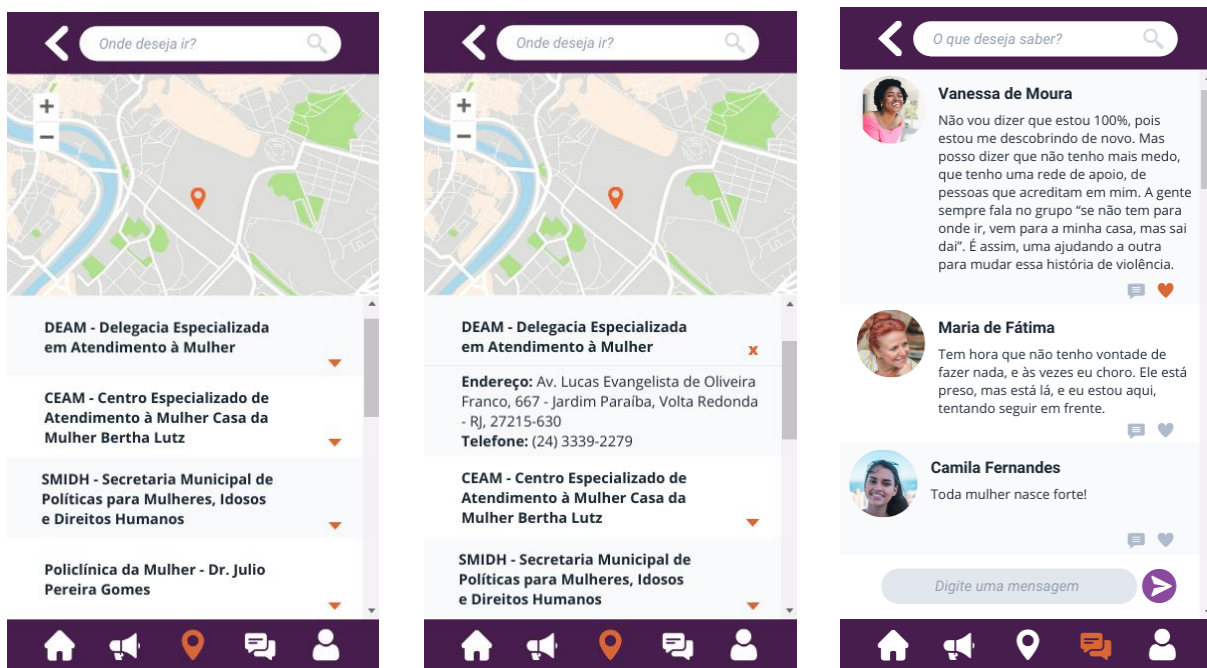 Onde deseja ir?
+
−
DEAM - Delegacia Especializada
em Atendimento à Mulher
CEAM - Centro Especializado de
Atendimento à Mulher Casa da
Mulher Bertha Lutz
SMIDH - Secretaria Municipal de
Políticas para Mulheres, Idosos
e Direitos Humanos
Policlínica da Mulher - Dr. Julio
Pereira Gomes
Onde deseja ir?
+
−
DEAM - Delegacia Especializada
em Atendimento à Mulher
x
Endereço: Av. Lucas Evangelista de Oliveira
Franco, 667 - Jardim Paraíba, Volta Redonda
- RJ, 27215-630
Telefone: (24) 3339-2279
CEAM - Centro Especializado de
Atendimento à Mulher Casa da
Mulher Bertha Lutz
SMIDH - Secretaria Municipal de
Políticas para Mulheres, Idosos
e Direitos Humanos
O que deseja saber?
Vanessa de Moura
Não vou dizer que estou 100%, pois
estou me descobrindo de novo. Mas
posso dizer que não tenho mais medo,
que tenho uma rede de apoio, de
pessoas que acreditam em mim. A gente
sempre fala no grupo “se não tem para
onde ir, vem para a minha casa, mas sai
daí”. É assim, uma ajudando a outra
para mudar essa história de violência.
Maria de Fátima
Tem hora que não tenho vontade de
fazer nada, e às vezes eu choro. Ele está
preso, mas está lá, e eu estou aqui,
tentando seguir em frente.
Camila Fernandes
Toda mulher nasce forte!
Digite uma mensagem